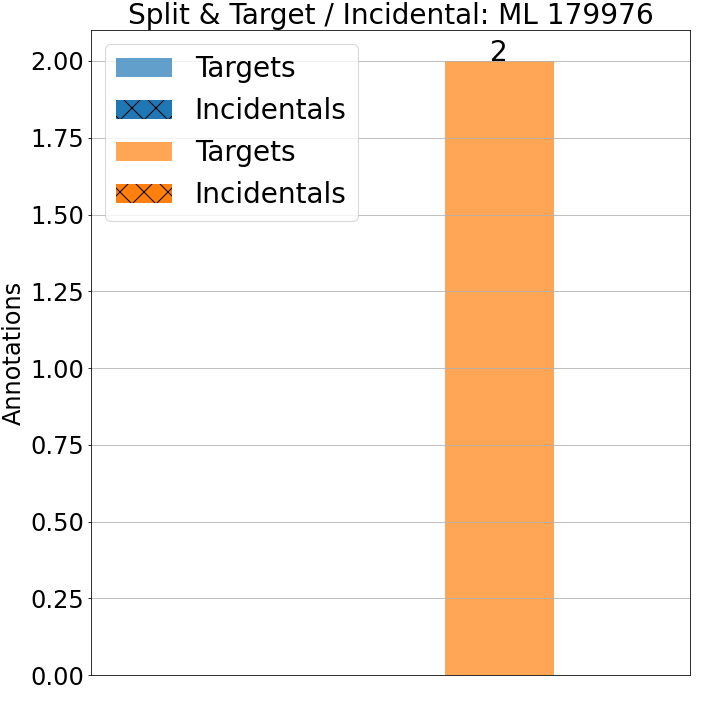 Split & Target / Incidental: ML 179976
2
Targets
Incidentals
Targets
Incidentals
Annotations
2.00
1.75
1.50
1.25
1.00
0.75
0.50
0.25
0.00